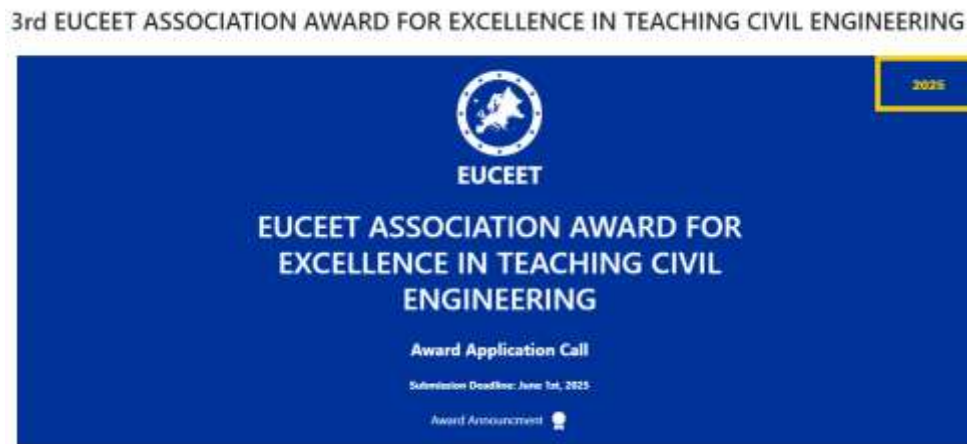 3rd EUCEET ASSOCIATION AWARD FOR EXCELLENCE IN TEACHING CIVIL ENGINEERING
2025
EUCEET
EUCEET ASSOCIATION AWARD FOR
EXCELLENCE IN TEACHING CIVIL
ENGINEERING
Award Application Call
Submission Deadline: June 1st, 2025
Award Announcment